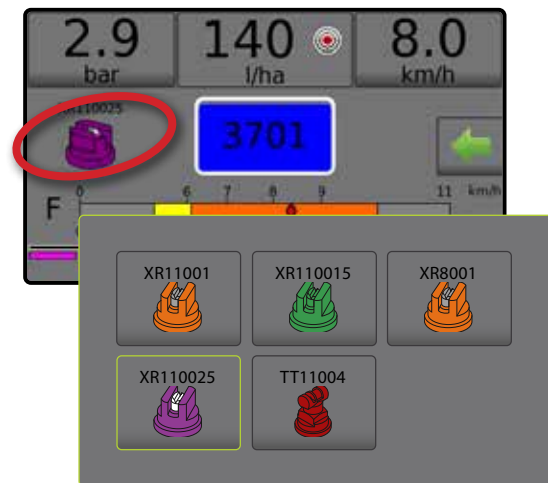 2.9 140 8.0
bar l/ha km/h
XR110025
3701
0 6 7 8 9 11 km/h
F
XR11001 XR110015 XR8001
XR110025 TT11004